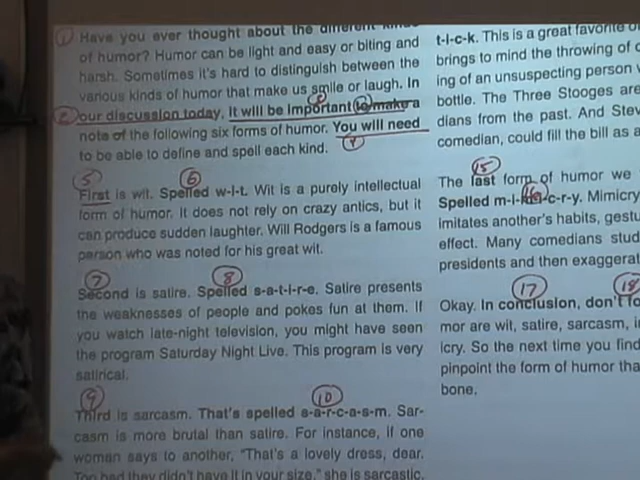 1 Have you ever thought about the different kinds
of humor? Humor can be light and easy or biting and
harsh. Sometimes it's hard to distinguish between the
various kinds of humor that make us smile or laugh. In
2 our discussion today. It will be important to make a
note of the following six forms of humor. You will need
to be able to define and spell each kind.
4
5 6
First is wit. Spelled w-i-t. Wit is a purely intellectual
form of humor. It does not rely on crazy antics, but it
can produce sudden laughter. Will Rodgers is a famous
person who was noted for his great wit.
7 8
Second is satire. Spelled s-a-t-i-r-e. Satire presents
the weaknesses of people and pokes fun at them. If
you watch late-night television, you might have seen
the program Saturday Night Live. This program is very
satirical.
9 10
Third is sarcasm. That's spelled s-a-r-c-a-s-m. Sar-
casm is more brutal than satire. For instance, if one
woman says to another, "That's a lovely dress, dear.
Too bad they didn't have it in your size," she is sarcastic.
t-i-c-k. This is a great favorite
brings to mind the throwing of
ing of an unsuspecting person
bottle. The Three Stooges are
dians from the past. And
comedian, could fill the bill as a
15
The last form of humor we
Spelled m-i-m-i-c-r-y. Mimicry
imitates another's habits,
effect. Many comedians
presidents and then
17 18
Okay. In conclusion, don't
mor are wit, satire, sarcasm,
icry. So the next time you find
pinpoint the form of humor
bone,